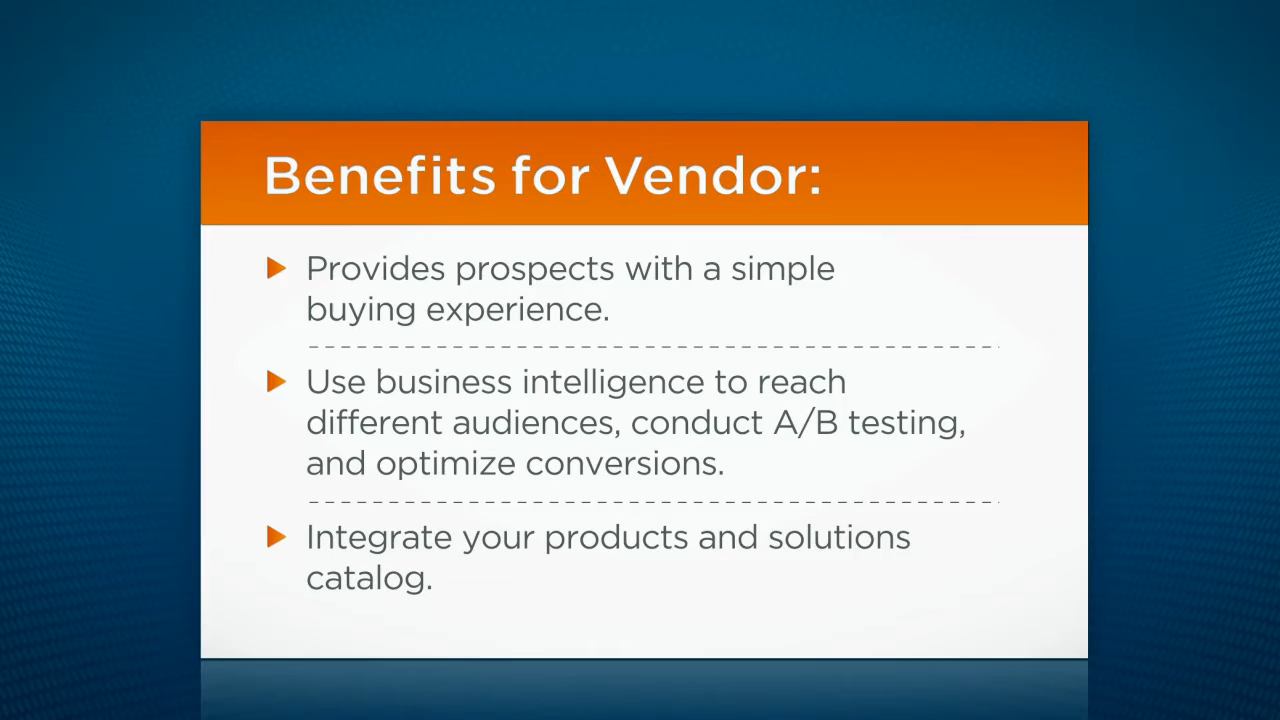 Benefits for Vendor:
Provides prospects with a simple
buying experience.
Use business intelligence to reach
different audiences, conduct A/B testing,
and optimize conversions.
Integrate your products and solutions
catalog.